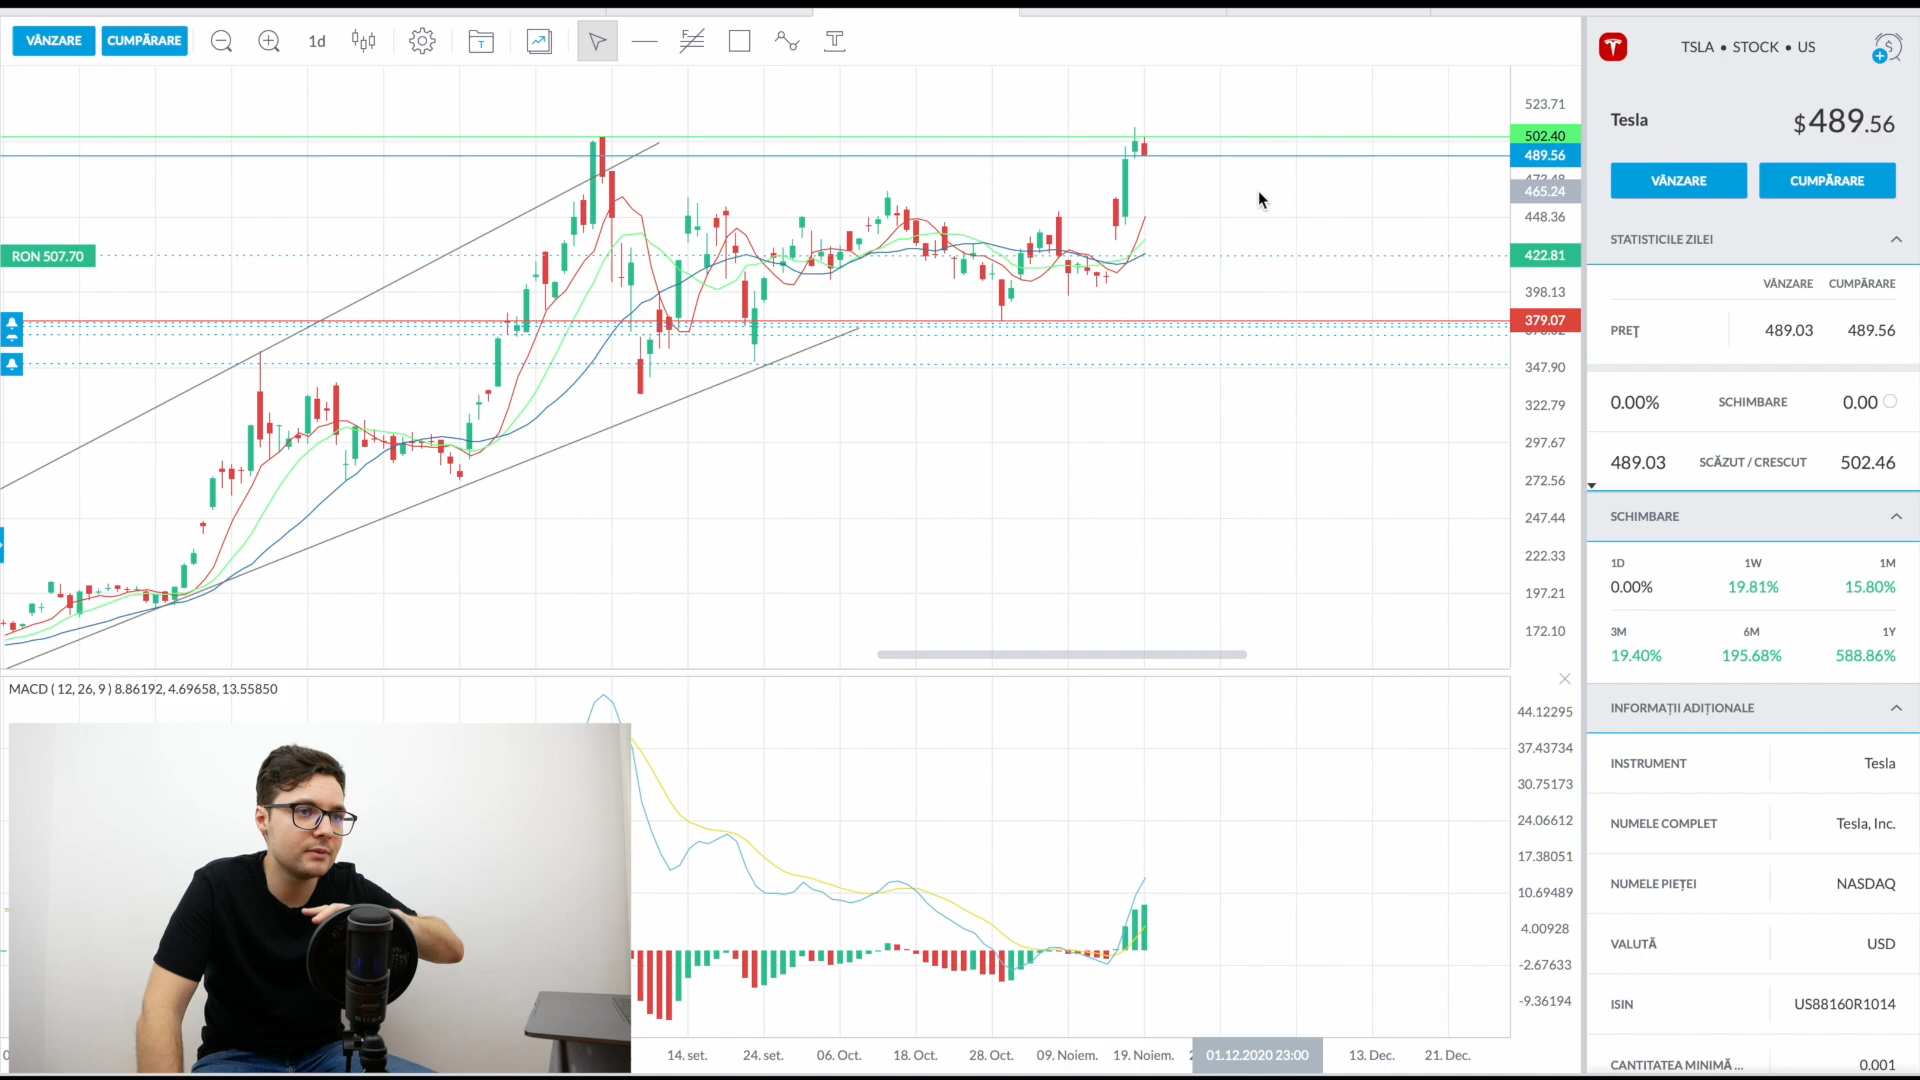 VÂNZARE CUMPĂRARE 1d
TSLA • STOCK • US
Tesla $489.56
VÂNZARE CUMPĂRARE
STATISTICILE ZILEI
VÂNZARE CUMPĂRARE
PREȚ 489.03 489.56
0.00% SCHIMBARE 0.00
489.03 SCĂZUT / CRESCUT 502.46
SCHIMBARE
1D 1W 1M
0.00% 19.81% 15.80%
3M 6M 1Y
19.40% 195.68% 588.86%
INFORMAȚII ADIȚIONALE
INSTRUMENT Tesla
NUMELE COMPLET Tesla, Inc.
NUMELE PIEȚEI NASDAQ
VALUTĂ USD
ISIN US88160R1014
CANTITATEA MINIMĂ ... 0.001
523.71
502.40
489.56
465.24
448.36
RON 507.70
422.81
398.13
379.07
347.90
322.79
297.67
272.56
247.44
222.33
197.21
172.10
MACD ( 12, 26, 9 ) 8.86192, 4.69658, 13.55850
44.12295
37.43734
30.75173
24.06612
17.38051
10.69489
4.00928
-2.67633
-9.36194
14. set. 24. set. 06. Oct. 18. Oct. 28. Oct. 09. Noiem. 19. Noiem. 01.12.2020 23:00 13. Dec. 21. Dec.